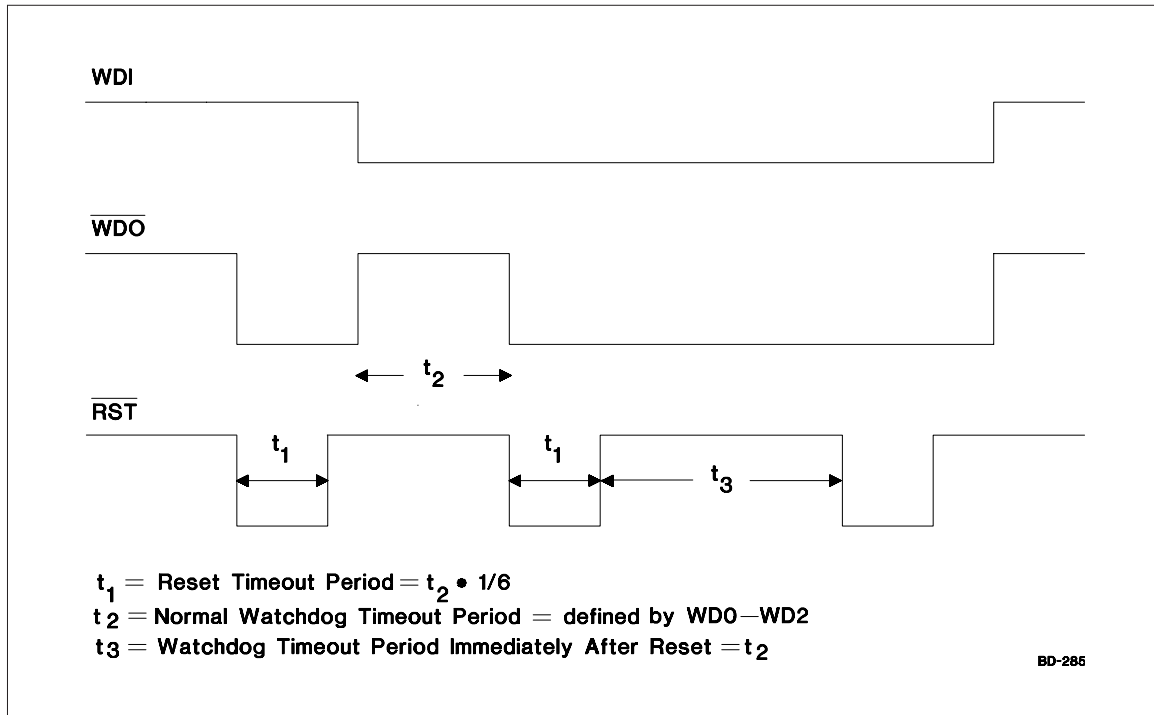 WDI
WDO
t2
RST
t1
t1
t3
t1 = Reset Timeout Period = t2 • 1/6
t2 = Normal Watchdog Timeout Period = defined by WD0—WD2
t3 = Watchdog Timeout Period Immediately After Reset = t2
BD-285